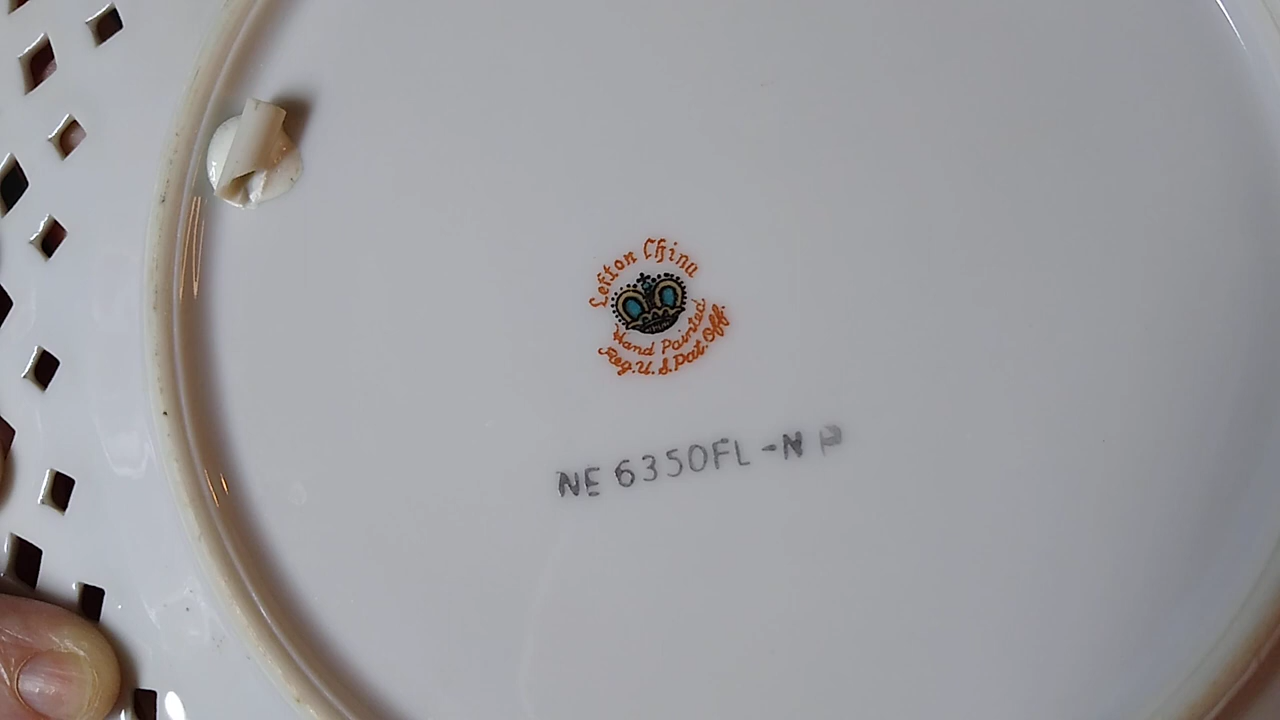 Lefton China
Hand Painted
Reg. U. S. Pat. Off.
NE 6350FL-N P